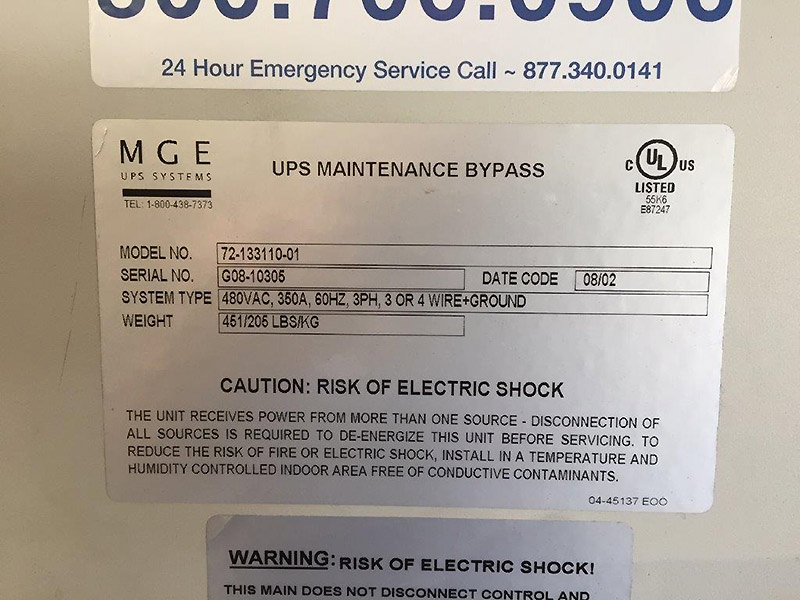 24 Hour Emergency Service Call ~ 877.340.0141
MGE
UPS SYSTEMS
TEL: 1-800-438-7373
UPS MAINTENANCE BYPASS
C UL US
LISTED
55K6
E87247
MODEL NO. 72-133110-01
SERIAL NO. G08-10305 DATE CODE 08/02
SYSTEM TYPE 480VAC, 350A, 60HZ, 3PH, 3 OR 4 WIRE+GROUND
WEIGHT 451/205 LBS/KG
CAUTION: RISK OF ELECTRIC SHOCK
THE UNIT RECEIVES POWER FROM MORE THAN ONE SOURCE - DISCONNECTION OF
ALL SOURCES IS REQUIRED TO DE-ENERGIZE THIS UNIT BEFORE SERVICING. TO
REDUCE THE RISK OF FIRE OR ELECTRIC SHOCK, INSTALL IN A TEMPERATURE AND
HUMIDITY CONTROLLED INDOOR AREA FREE OF CONDUCTIVE CONTAMINANTS.
04-45137 EOO
WARNING: RISK OF ELECTRIC SHOCK!
THIS MAIN DOES NOT DISCONNECT CONTROL AND